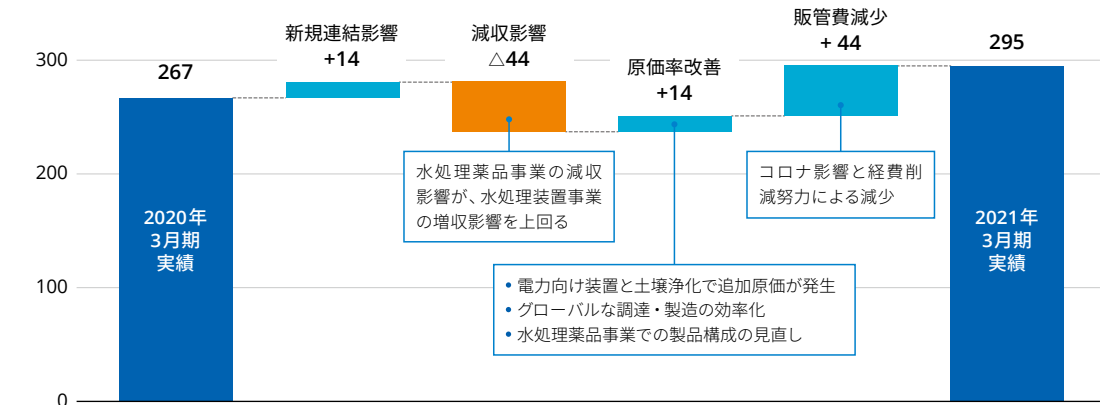 300
200
100
0
267
2020年
3月期
実績
新規連結影響
+14
減収影響
△44
水処理薬品事業の減収
影響が、水処理装置事業
の増収影響を上回る
原価率改善
+14
• 電力向け装置と土壌浄化で追加原価が発生
• グローバルな調達・製造の効率化
• 水処理薬品事業での製品構成の見直し
販管費減少
+ 44
コロナ影響と経費削
減努力による減少
295
2021年
3月期
実績